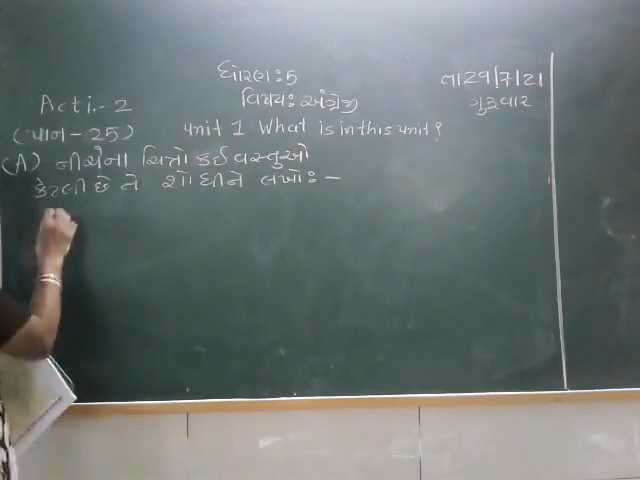 ધોરણ: 5
તા 29/7/21
વિષય: અંગ્રેજી
ગુરૂવાર
Acti.- 2
(પાન - 25)
unit 1 What is in this unit?
(A) નીચેના ચિત્રો કઈ વસ્તુઓ
કેટલી છે તે શોધીને લખો: -